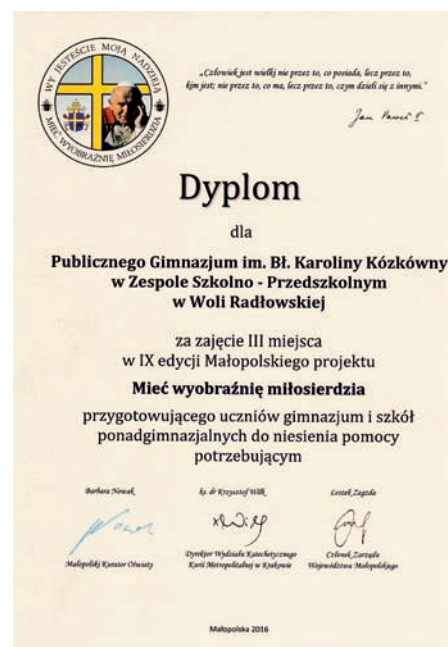 WY JESTEŚCIE MOJĄ NADZIEJĄ
MIEĆ WYOBRAŹNIĘ MIŁOSIERDZIA
„Człowiek jest wielki nie przez to, co posiada, lecz przez to,
kim jest; nie przez to, co ma, lecz przez to, czym dzieli się z innymi."
Jan Paweł II
Dyplom
dla
Publicznego Gimnazjum im. Bł. Karoliny Kózkówny
w Zespole Szkolno - Przedszkolnym
w Woli Radłowskiej
za zajęcie III miejsca
w IX edycji Małopolskiego projektu
Mieć wyobraźnię miłosierdzia
przygotowującego uczniów gimnazjum i szkół
ponadgimnazjalnych do niesienia pomocy
potrzebującym
Barbara Nowak ks. dr Krzysztof Wilk Leszek Zegzda
Małopolski Kurator Oświaty Dyrektor Wydziału Katechetycznego Członek Zarządu
Kurii Metropolitalnej w Krakowie Województwa Małopolskiego
Małopolska 2016